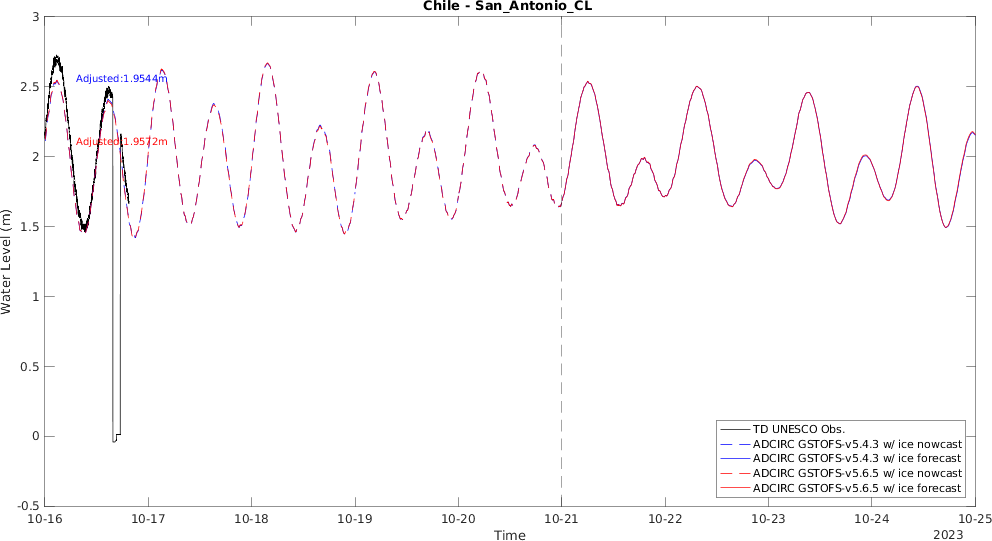 Chile - San_Antonio_CL
3
2.5
2
1.5
1
0.5
0
-0.5
Water Level (m)
Adjusted:1.9544m
Adjusted:1.9572m
TD UNESCO Obs.
ADCIRC GSTOFS-v5.4.3 w/ ice nowcast
ADCIRC GSTOFS-v5.4.3 w/ ice forecast
ADCIRC GSTOFS-v5.6.5 w/ ice nowcast
ADCIRC GSTOFS-v5.6.5 w/ ice forecast
10-16 10-17 10-18 10-19 10-20 10-21 10-22 10-23 10-24 10-25
Time
2023